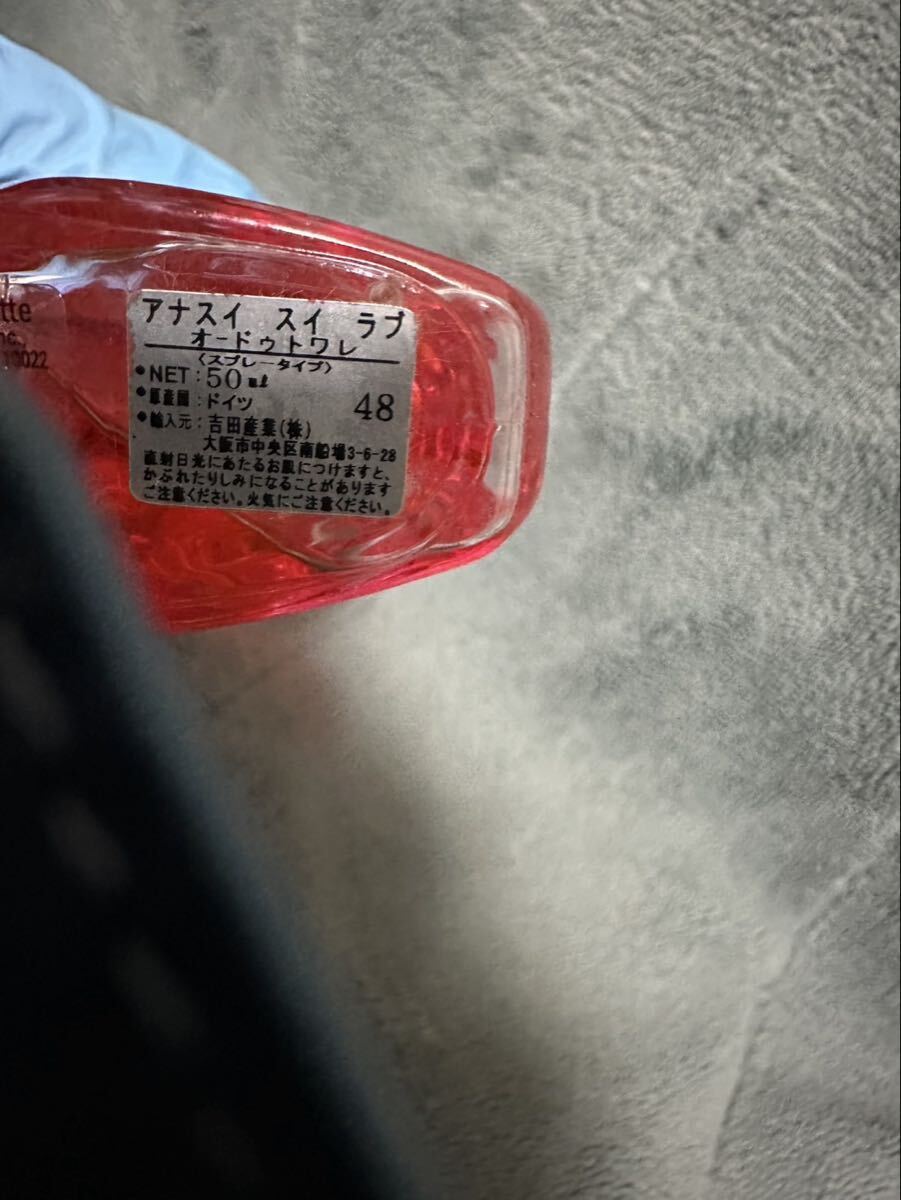 アナスイ スイ ラブ
オードゥトワレ
(スプレータイプ)
•NET:50ml
•原産国:ドイツ 48
•輸入元:吉田産業(株)
大阪市中央区南船場3-6-28
直射日光にあたるお肌につけますと、
かぶれたりしみになることがあります
ご注意ください。火気にご注意ください。
tte
nc.
10022